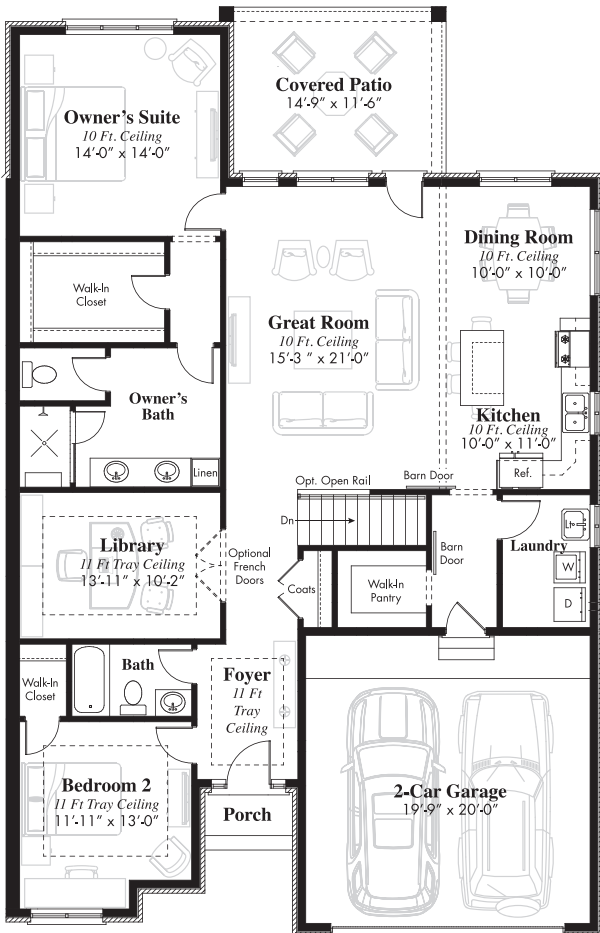 Covered Patio
14'-9" x 11'-6"
Owner's Suite
10 Ft. Ceiling
14'-0" x 14'-0"
Dining Room
10 Ft. Ceiling
10'-0" x 10'-0"
Walk-In
Closet
Great Room
10 Ft. Ceiling
15'-3 " x 21'-0"
Owner's
Bath
Kitchen
10 Ft. Ceiling
10'-0" x 11'-0"
Linen
Opt. Open Rail
Barn Door
Ref.
Dn
Library
11 Ft Tray Ceiling
13'-11" x 10'-2"
Optional
French
Doors
Barn
Door
Laundry
Lt
W
D
Coats
Walk-In
Pantry
Walk-In
Closet
Bath
Foyer
11 Ft
Tray
Ceiling
Bedroom 2
11 Ft Tray Ceiling
11'-11" x 13'-0"
Porch
2-Car Garage
19'-9" x 20'-0"